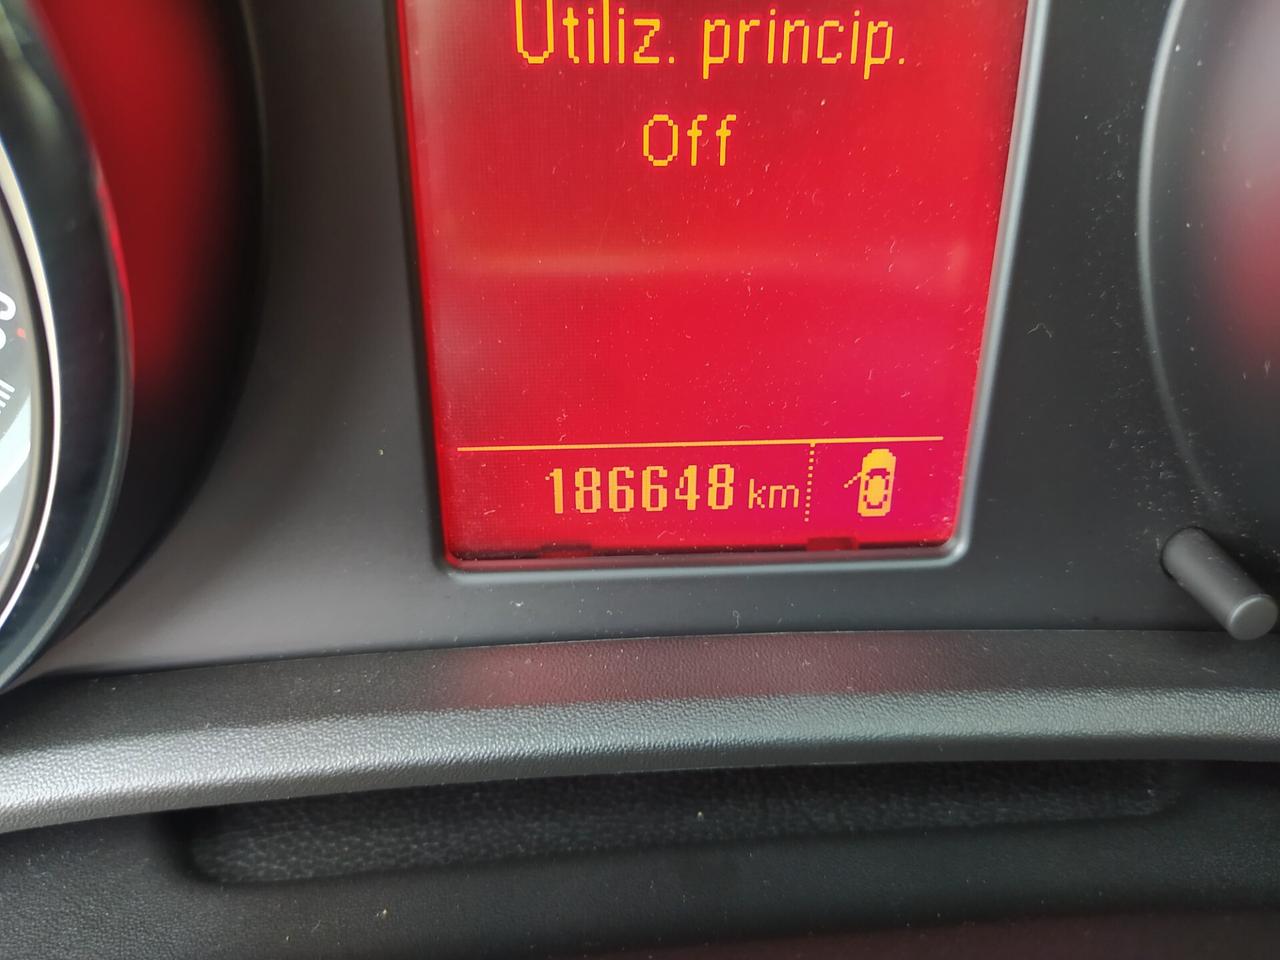 Utiliz. princip.
Off
186648 km